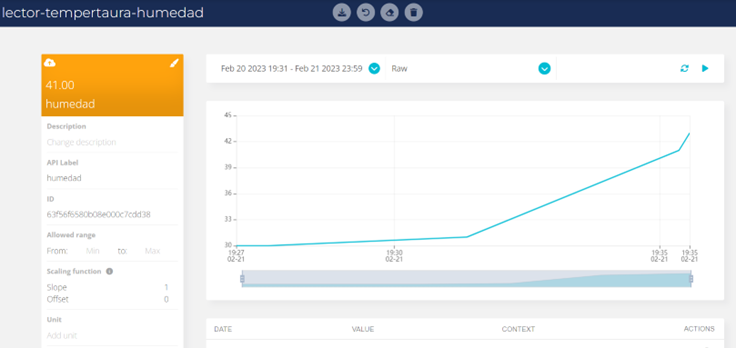 lector-tempertaura-humedad
41.00
humedad
Description
Change description
API Label
humedad
ID
63f56f6580b08e000c7cdd38
Allowed range
From: Min to: Max
Scaling function
Slope 1
Offset 0
Unit
Add unit
Feb 20 2023 19:31 - Feb 21 2023 23:59 Raw
45
42
39
36
33
30
19:27 19:30 19:35 19:35
02-21 02-21 02-21 02-21
DATE VALUE CONTEXT ACTIONS